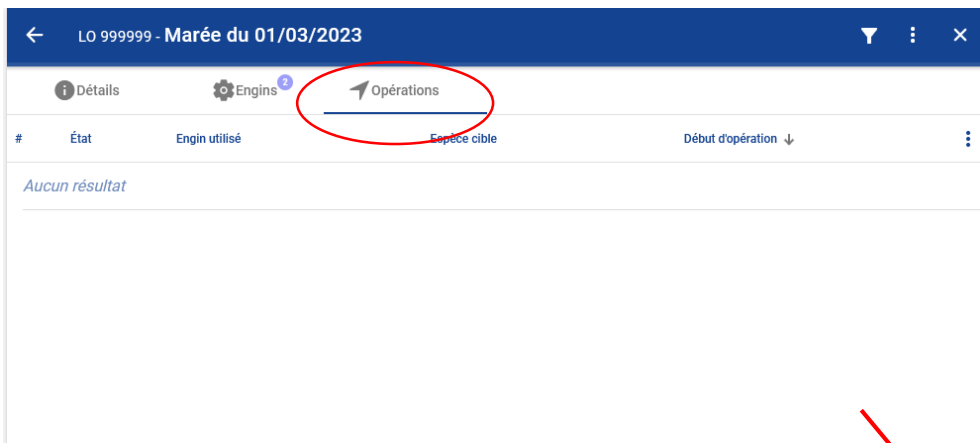 LO 999999 - Marée du 01/03/2023
Détails Engins 2 Opérations
# État Engin utilisé Espèce cible Début d'opération
Aucun résultat